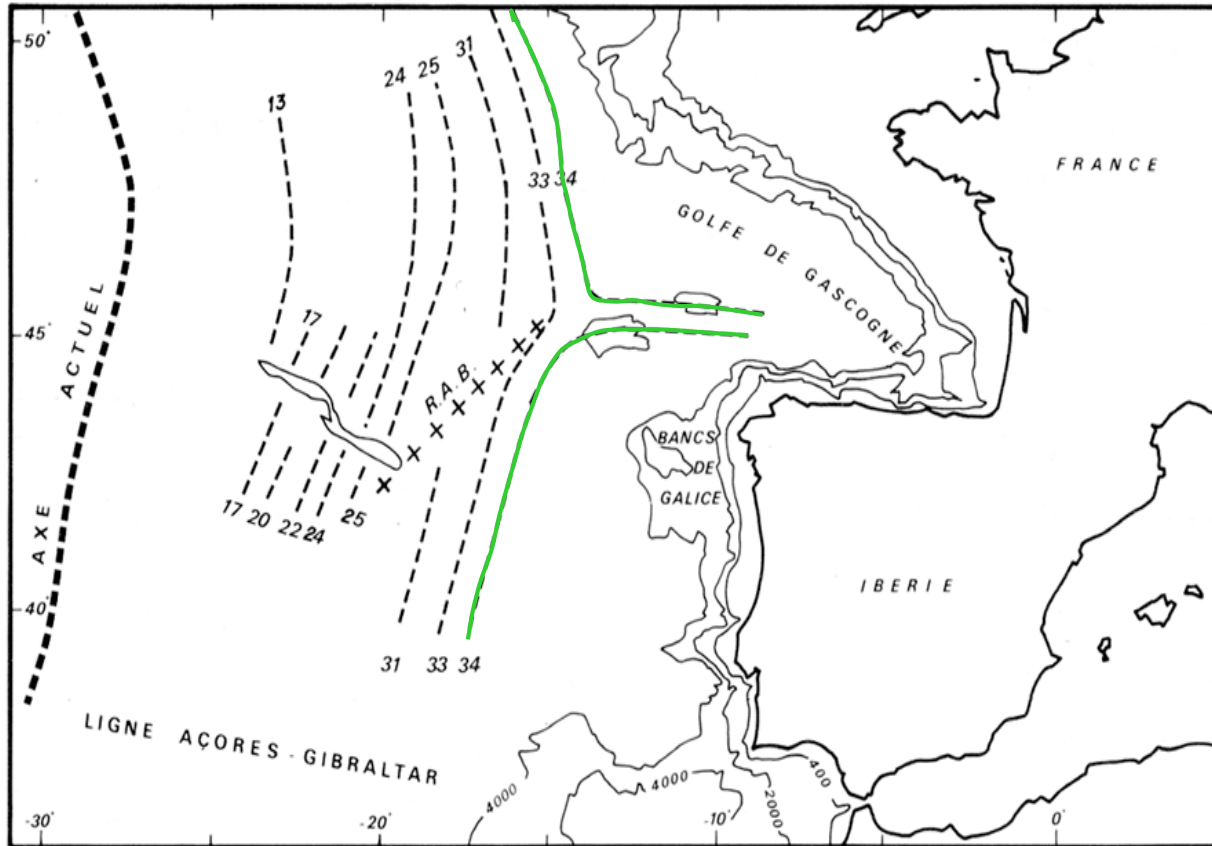 50°
45°
40°
-30°
-20°
-10°
0°
AXE ACTUEL
13
24
25
31
33 34
17
R.A.B.
17
20
22
24
25
31
33
34
FRANCE
GOLFE DE GASCOGNE
BANCS
DE
GALICE
IBERIE
LIGNE AÇORES-GIBRALTAR
4000
4000
2000
400